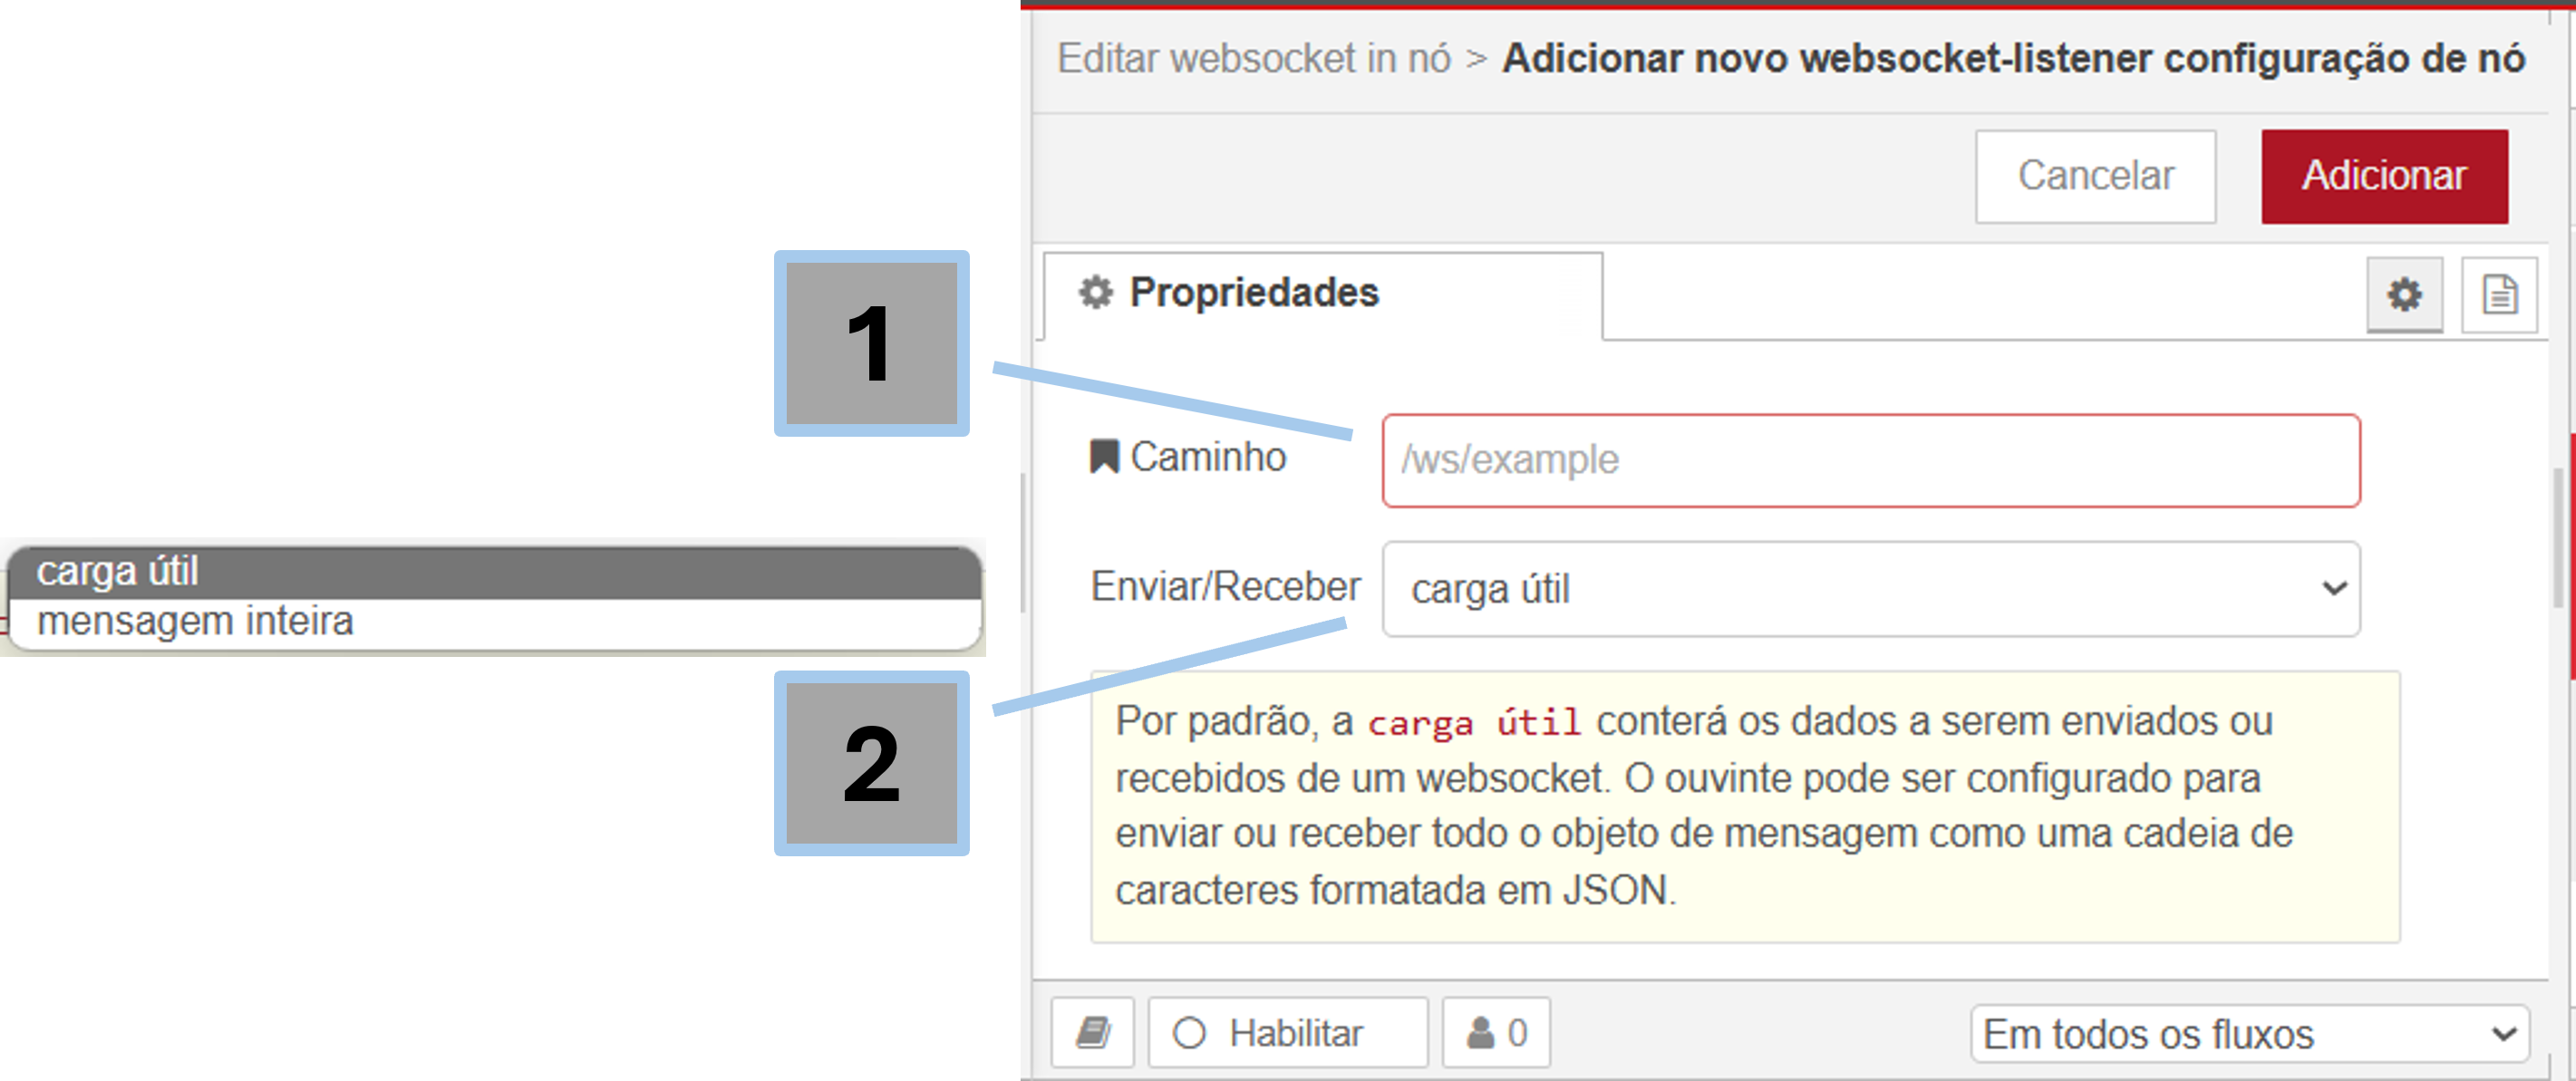 Editar websocket in nó > Adicionar novo websocket-listener configuração de nó
Cancelar
Adicionar
Propriedades
1
Caminho
/ws/example
Enviar/Receber
carga útil
carga útil
mensagem inteira
2
Por padrão, a carga útil conterá os dados a serem enviados ou
recebidos de um websocket. O ouvinte pode ser configurado para
enviar ou receber todo o objeto de mensagem como uma cadeia de
caracteres formatada em JSON.
Habilitar
0
Em todos os fluxos